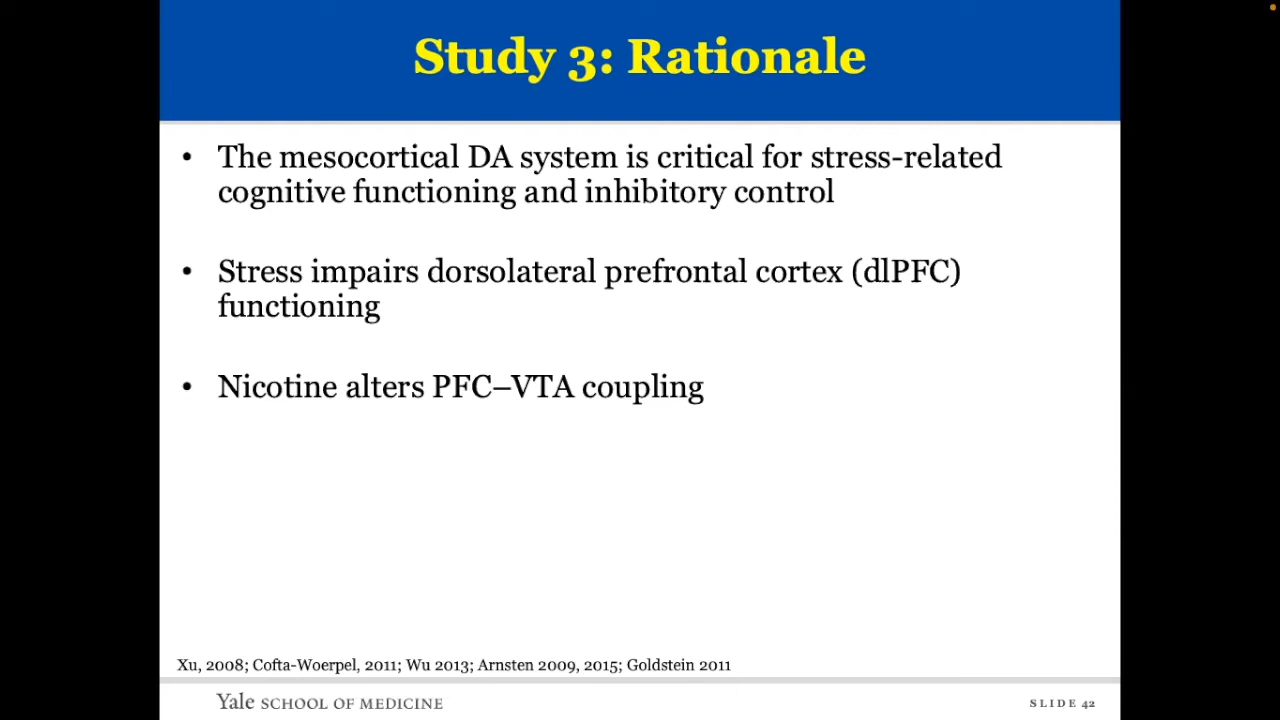 Study 3: Rationale
• The mesocortical DA system is critical for stress-related
cognitive functioning and inhibitory control
• Stress impairs dorsolateral prefrontal cortex (dlPFC)
functioning
• Nicotine alters PFC–VTA coupling
Xu, 2008; Cofta-Woerpel, 2011; Wu 2013; Arnsten 2009, 2015; Goldstein 2011
Yale SCHOOL OF MEDICINE
SLIDE 42